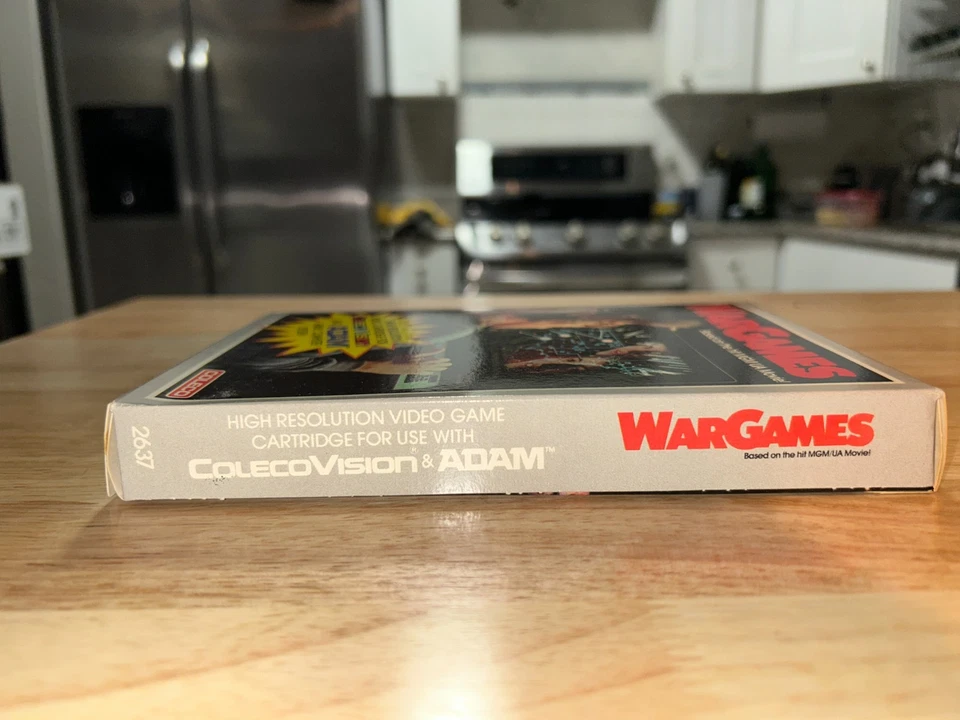 WARGAMES
COLECO
2637
HIGH RESOLUTION VIDEO GAME
CARTRIDGE FOR USE WITH
COLECOVISION® & ADAM™
WARGAMES
Based on the hit MGM/UA Movie!